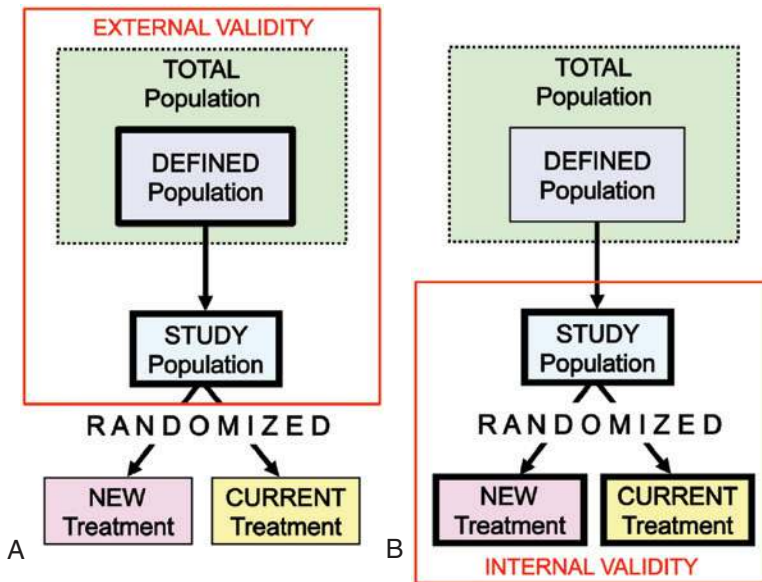 EXTERNAL VALIDITY
TOTAL
Population
DEFINED
Population
STUDY
Population
RANDOMIZED
NEW
Treatment
CURRENT
Treatment
A
TOTAL
Population
DEFINED
Population
STUDY
Population
RANDOMIZED
NEW
Treatment
CURRENT
Treatment
B
INTERNAL VALIDITY